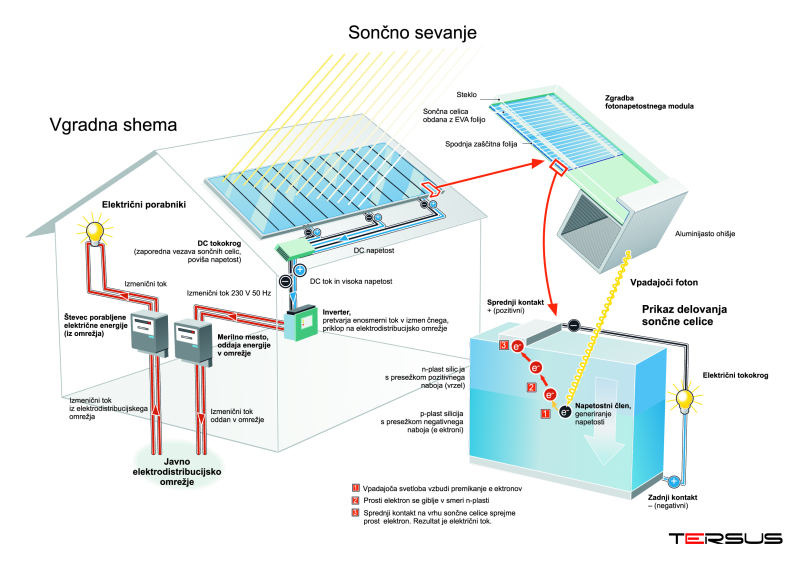 Sončno sevanje
Vgradna shema
Steklo
Sončna celica
obdana z EVA folijo
Spodnja zaščitna folija
Zgradba
fotonapetostnega modula
Aluminijasto ohišje
Električni porabniki
DC tokokrog
(zaporedna vezava sončnih celic,
poviša napetost)
DC napetost
DC tok in visoka napetost
Izmenični tok
Izmenični tok 230 V 50 Hz
Števec porabljene
električne energije
(iz omrežja)
Merilno mesto,
oddaja energije
v omrežje
Inverter,
pretvarja enosmerni tok v izmen čnega,
priklop na elektrodistribucijsko omrežje
Izmenični tok
iz elektrodistribucijskega
omrežja
Izmenični tok
oddan v omrežje
Javno
elektrodistribucijsko
omrežje
Vpadajoči foton
Prikaz delovanja
sončne celice
Sprednji kontakt
+ (pozitivni)
n-plast silicija
s presežkom pozitivnega
naboja (vrzel)
p-plast silicija
s presežkom negativnega
naboja (e ektroni)
3 e-
e-
2 e-
1 e-
Napetostni člen,
generiranje
napetosti
Električni tokokrog
Zadnji kontakt
– (negativni)
1 Vpadajoča svetloba vzbudi premikanje e ektronov
2 Prosti elektron se giblje v smeri n-plasti
3 Sprednji kontakt na vrhu sončne celice sprejme
prost elektron. Rezultat je električni tok.
TERSUS